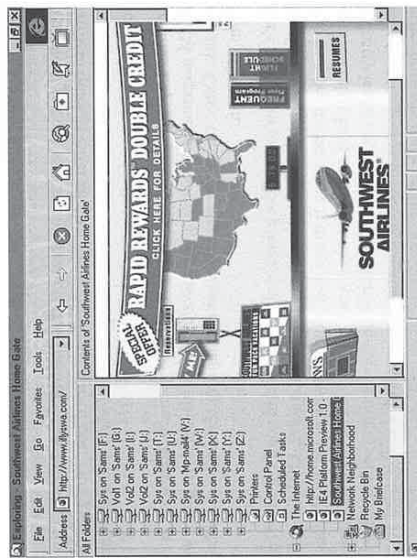 Exploring - Southwest Airlines Home Gate
File Edit View Go Favorites Tools Help
Address http://www.iflyswa.com/
All Folders
Contents of 'Southwest Airlines Home Gate'
Sys on 'Sams' (F:)
Vol1 on 'Sams' (G:)
Vol2 on 'Sams' (I:)
Vol2 on 'Sams' (J:)
Sys on 'Sams' (T:)
Sys on 'Sams' (U:)
Sys on 'Mp-mail4' (V:)
Sys on 'Sams' (W:)
Sys on 'Sams' (X:)
Sys on 'Sams' (Y:)
Sys on 'Sams' (Z:)
Printers
Control Panel
Scheduled Tasks
The Internet
http://home.microsoft.com
IE4 Platform Preview 1.0 -
Southwest Airlines Home
Network Neighborhood
Recycle Bin
My Briefcase
SPECIAL OFFER
RAPID REWARDS' DOUBLE CREDIT
CLICK HERE FOR DETAILS
Reservations
FREQUENT
Flyer Program
FLIGHT
SCHEDULE
RESUMES
SOUTHWEST
AIRLINES